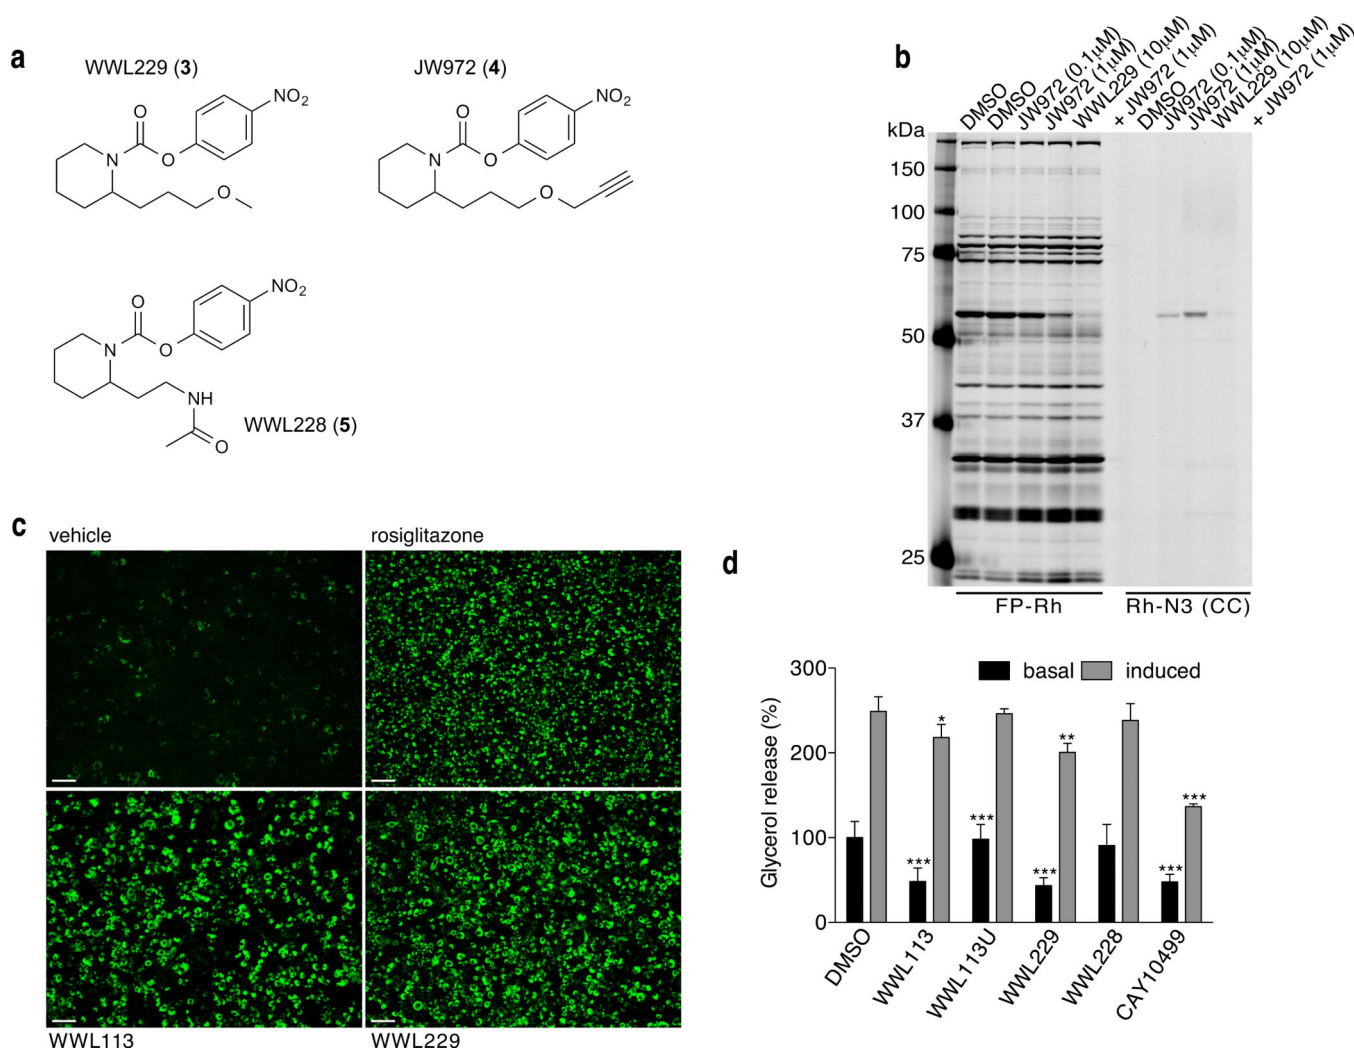 a
WWL229 (3)
JW972 (4)
O
N
O
NO2
O
O
N
O
NO2
O
O
N
O
NO2
NH
O
WWL228 (5)
b
DMSO
DMSO
JW972 (0.1µM)
JW972 (1µM)
WWL229 (10µM)
+ JW972 (1µM)
DMSO
JW972 (0.1µM)
JW972 (1µM)
WWL229 (10µM)
+ JW972 (1µM)
kDa
150
100
75
50
37
25
FP-Rh
Rh-N3 (CC)
c
vehicle
rosiglitazone
WWL113
WWL229
d
Glycerol release (%)
300
200
100
0
basal
induced
***
*
***
***
**
***
***
DMSO
WWL113
WWL113U
WWL229
WWL228
CAY10499